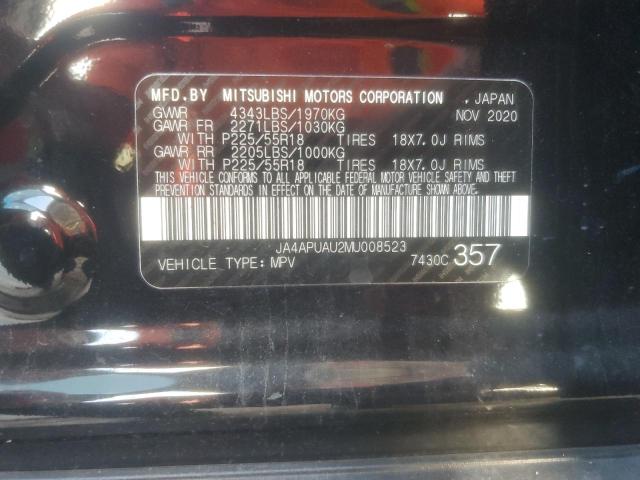 MFD.BY MITSUBISHI MOTORS CORPORATION , JAPAN
GVWR 4343LBS/1970KG NOV 2020
GAWR FR 2271LBS/1030KG
WITH P225/55R18 TIRES 18X7.0J RIMS
GAWR RR 2205LBS/1000KG
WITH P225/55R18 TIRES 18X7.0J RIMS
THIS VEHICLE CONFORMS TO ALL APPLICABLE FEDERAL MOTOR VEHICLE SAFETY AND THEFT
PREVENTION STANDARDS IN EFFECT ON THE DATE OF MANUFACTURE SHOWN ABOVE.
JA4APUAU2MU008523
VEHICLE TYPE: MPV 7430C 357